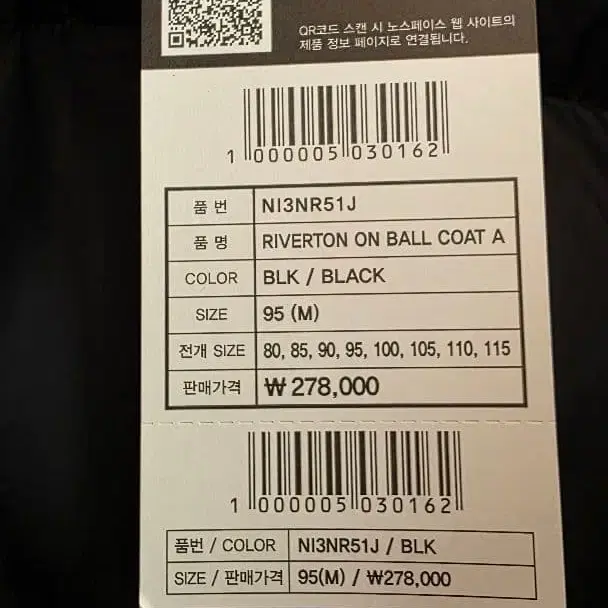 QR코드 스캔 시 노스페이스 웹 사이트의
제품 정보 페이지로 연결됩니다.
1 000005 030162
품 번 NI3NR51J
품 명 RIVERTON ON BALL COAT A
COLOR BLK / BLACK
SIZE 95 (M)
전개 SIZE 80, 85, 90, 95, 100, 105, 110, 115
판매가격 ₩ 278,000
1 000005 030162
품번 / COLOR NI3NR51J / BLK
SIZE / 판매가격 95(M) / ₩278,000